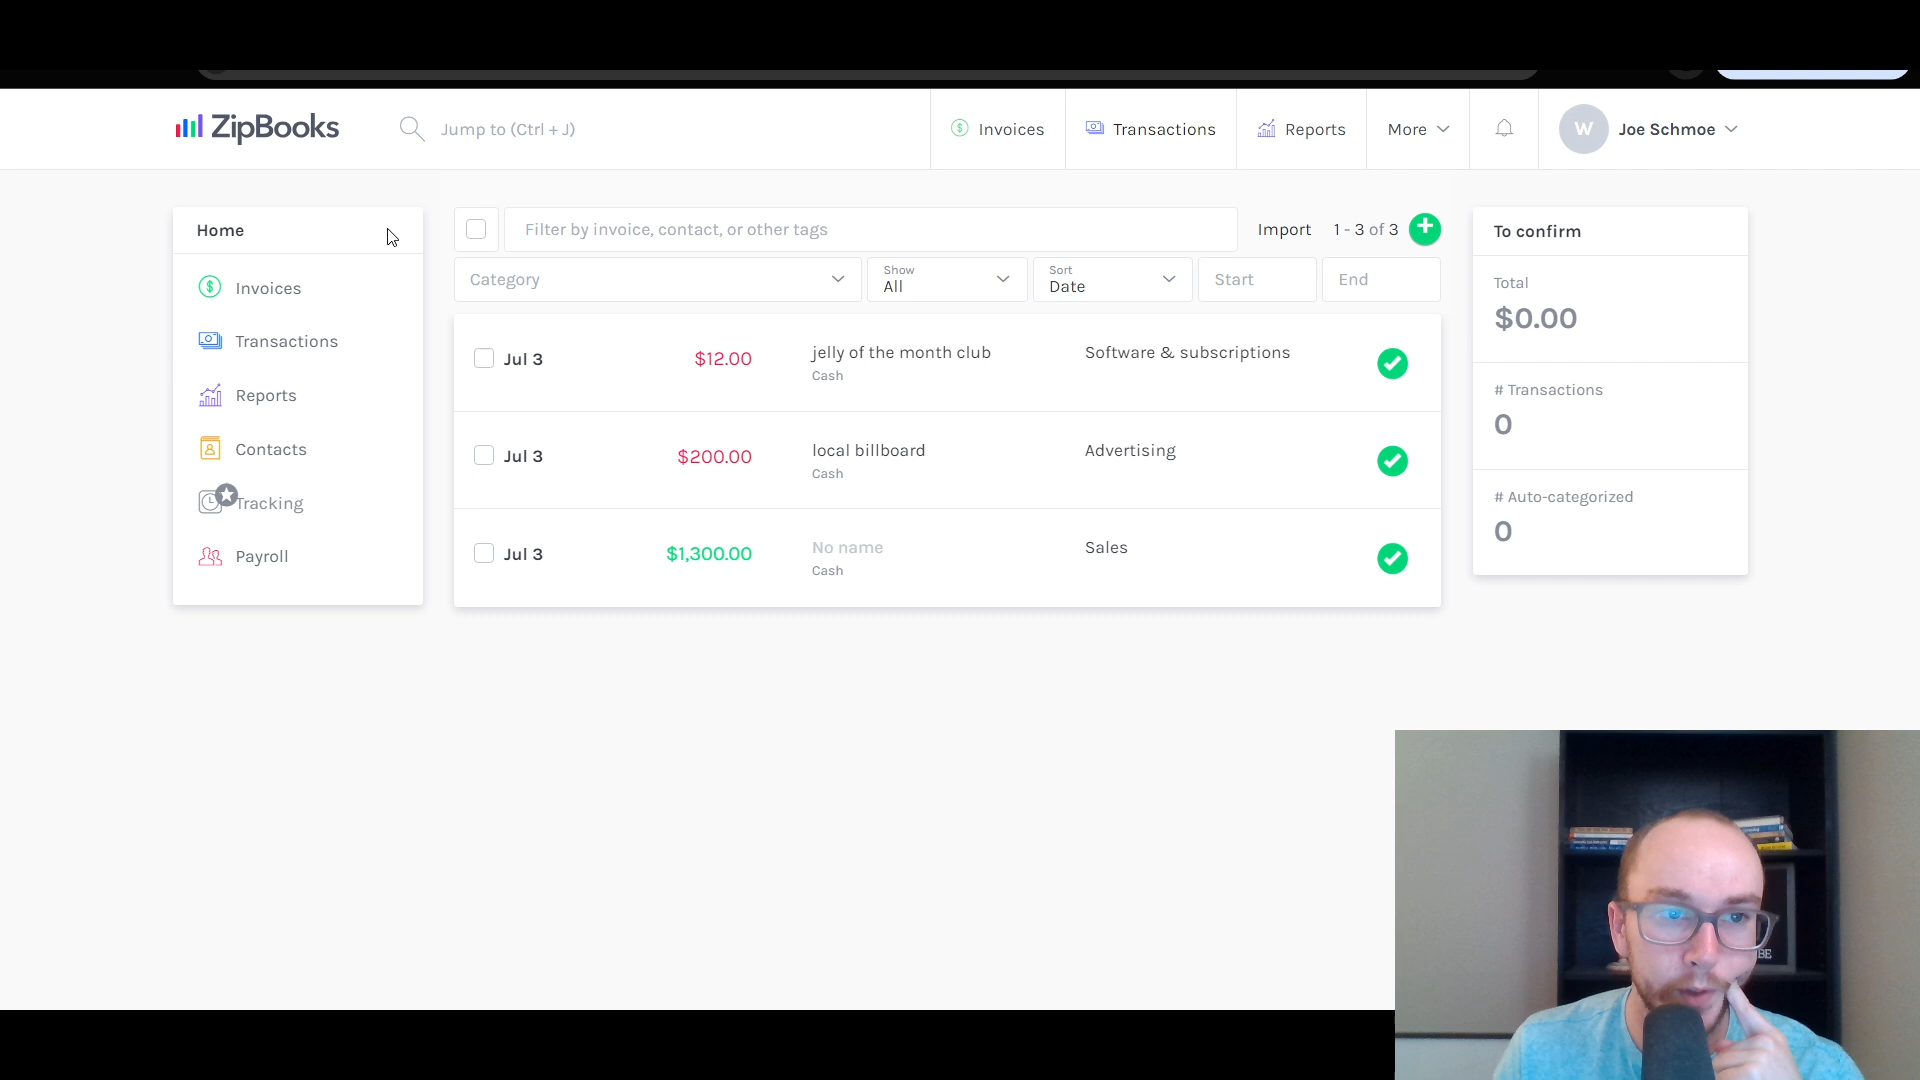 ZipBooks
Jump to (Ctrl + J)
Invoices
Transactions
Reports
More
W
Joe Schmoe
Home
Invoices
Transactions
Reports
Contacts
Tracking
Payroll
Filter by invoice, contact, or other tags
Import
1 - 3 of 3
Category
Show
All
Sort
Date
Start
End
Jul 3 $12.00 jelly of the month club Software & subscriptions
Cash
Jul 3 $200.00 local billboard Advertising
Cash
Jul 3 $1,300.00 No name Sales
Cash
To confirm
Total
$0.00
# Transactions
0
# Auto-categorized
0
BE